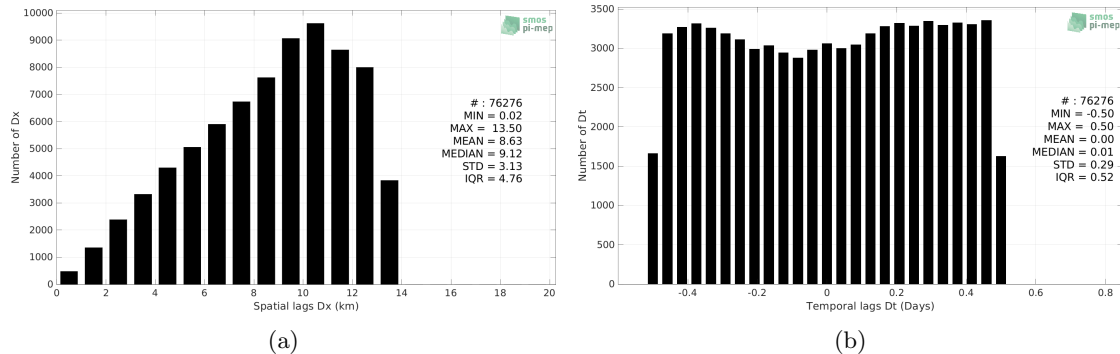 10000
9000
8000
7000
6000
5000
4000
3000
2000
1000
0
Number of Dx
smos
pi-mep
# : 76276
MIN = 0.02
MAX = 13.50
MEAN = 8.63
MEDIAN = 9.12
STD = 3.13
IQR = 4.76
0 2 4 6 8 10 12 14 16 18 20
Spatial lags Dx (km)
(a)
3500
3000
2500
2000
1500
1000
500
0
Number of Dt
smos
pi-mep
# : 76276
MIN = -0.50
MAX = 0.50
MEAN = 0.00
MEDIAN = 0.01
STD = 0.29
IQR = 0.52
-0.4 -0.2 0 0.2 0.4 0.6 0.8
Temporal lags Dt (Days)
(b)